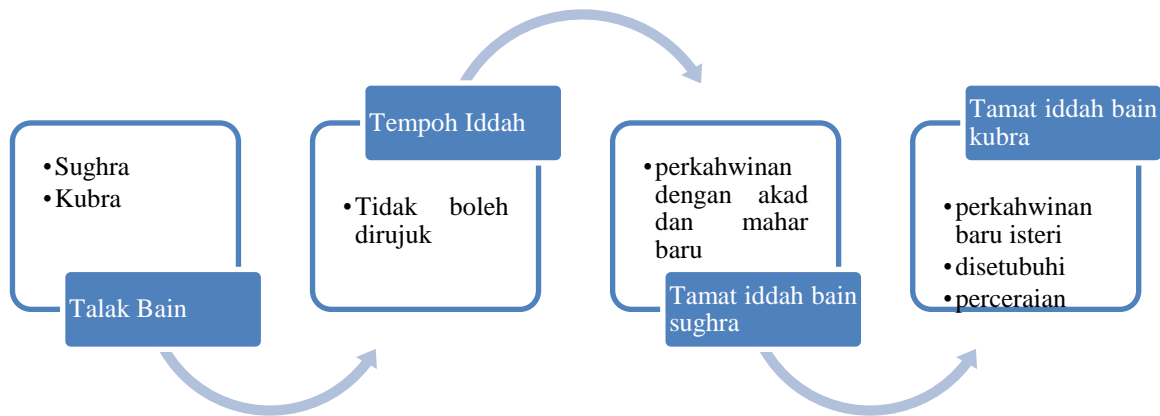 •Sughra
•Kubra
Talak Bain
Tempoh Iddah
•Tidak boleh
dirujuk
•perkahwinan
dengan akad
dan mahar
baru
Tamat iddah bain
sughra
Tamat iddah bain
kubra
•perkahwinan
baru isteri
•disetubuhi
•perceraian